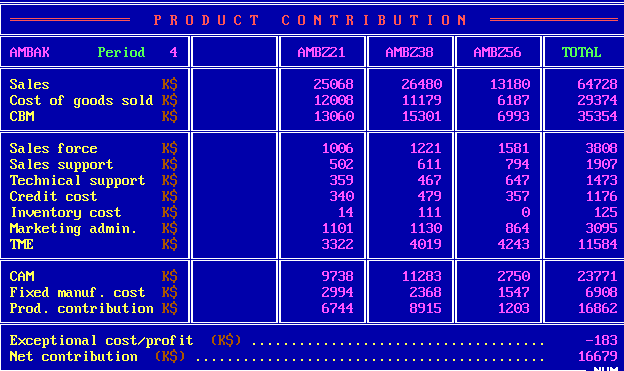 PRODUCT CONTRIBUTION
AMBAK Period 4 AMBZ21 AMBZ38 AMBZ56 TOTAL
Sales K$ 25068 26480 13180 64728
Cost of goods sold K$ 12008 11179 6187 29374
CBM K$ 13060 15301 6993 35354
Sales force K$ 1006 1221 1581 3808
Sales support K$ 502 611 794 1907
Technical support K$ 359 467 647 1473
Credit cost K$ 340 479 357 1176
Inventory cost K$ 14 111 0 125
Marketing admin. K$ 1101 1130 864 3095
TME K$ 3322 4019 4243 11584
CAM K$ 9738 11283 2750 23771
Fixed manuf. cost K$ 2994 2368 1547 6908
Prod. contribution K$ 6744 8915 1203 16862
Exceptional cost/profit (K$) ...................................... -183
Net contribution (K$) ............................................. 16679
NUM